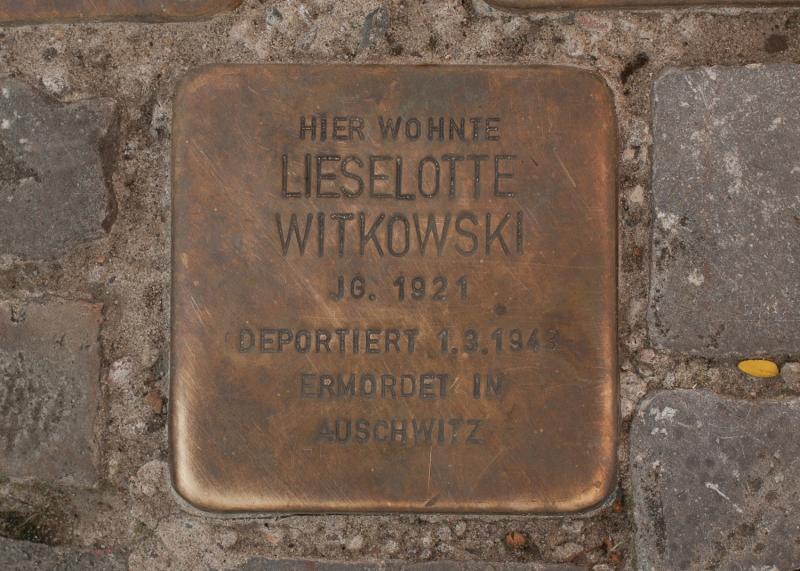 HIER WOHNTE
LIESELOTTE
WITKOWSKI
JG. 1921
DEPORTIERT 1.3.1943
ERMORDET IN
AUSCHWITZ